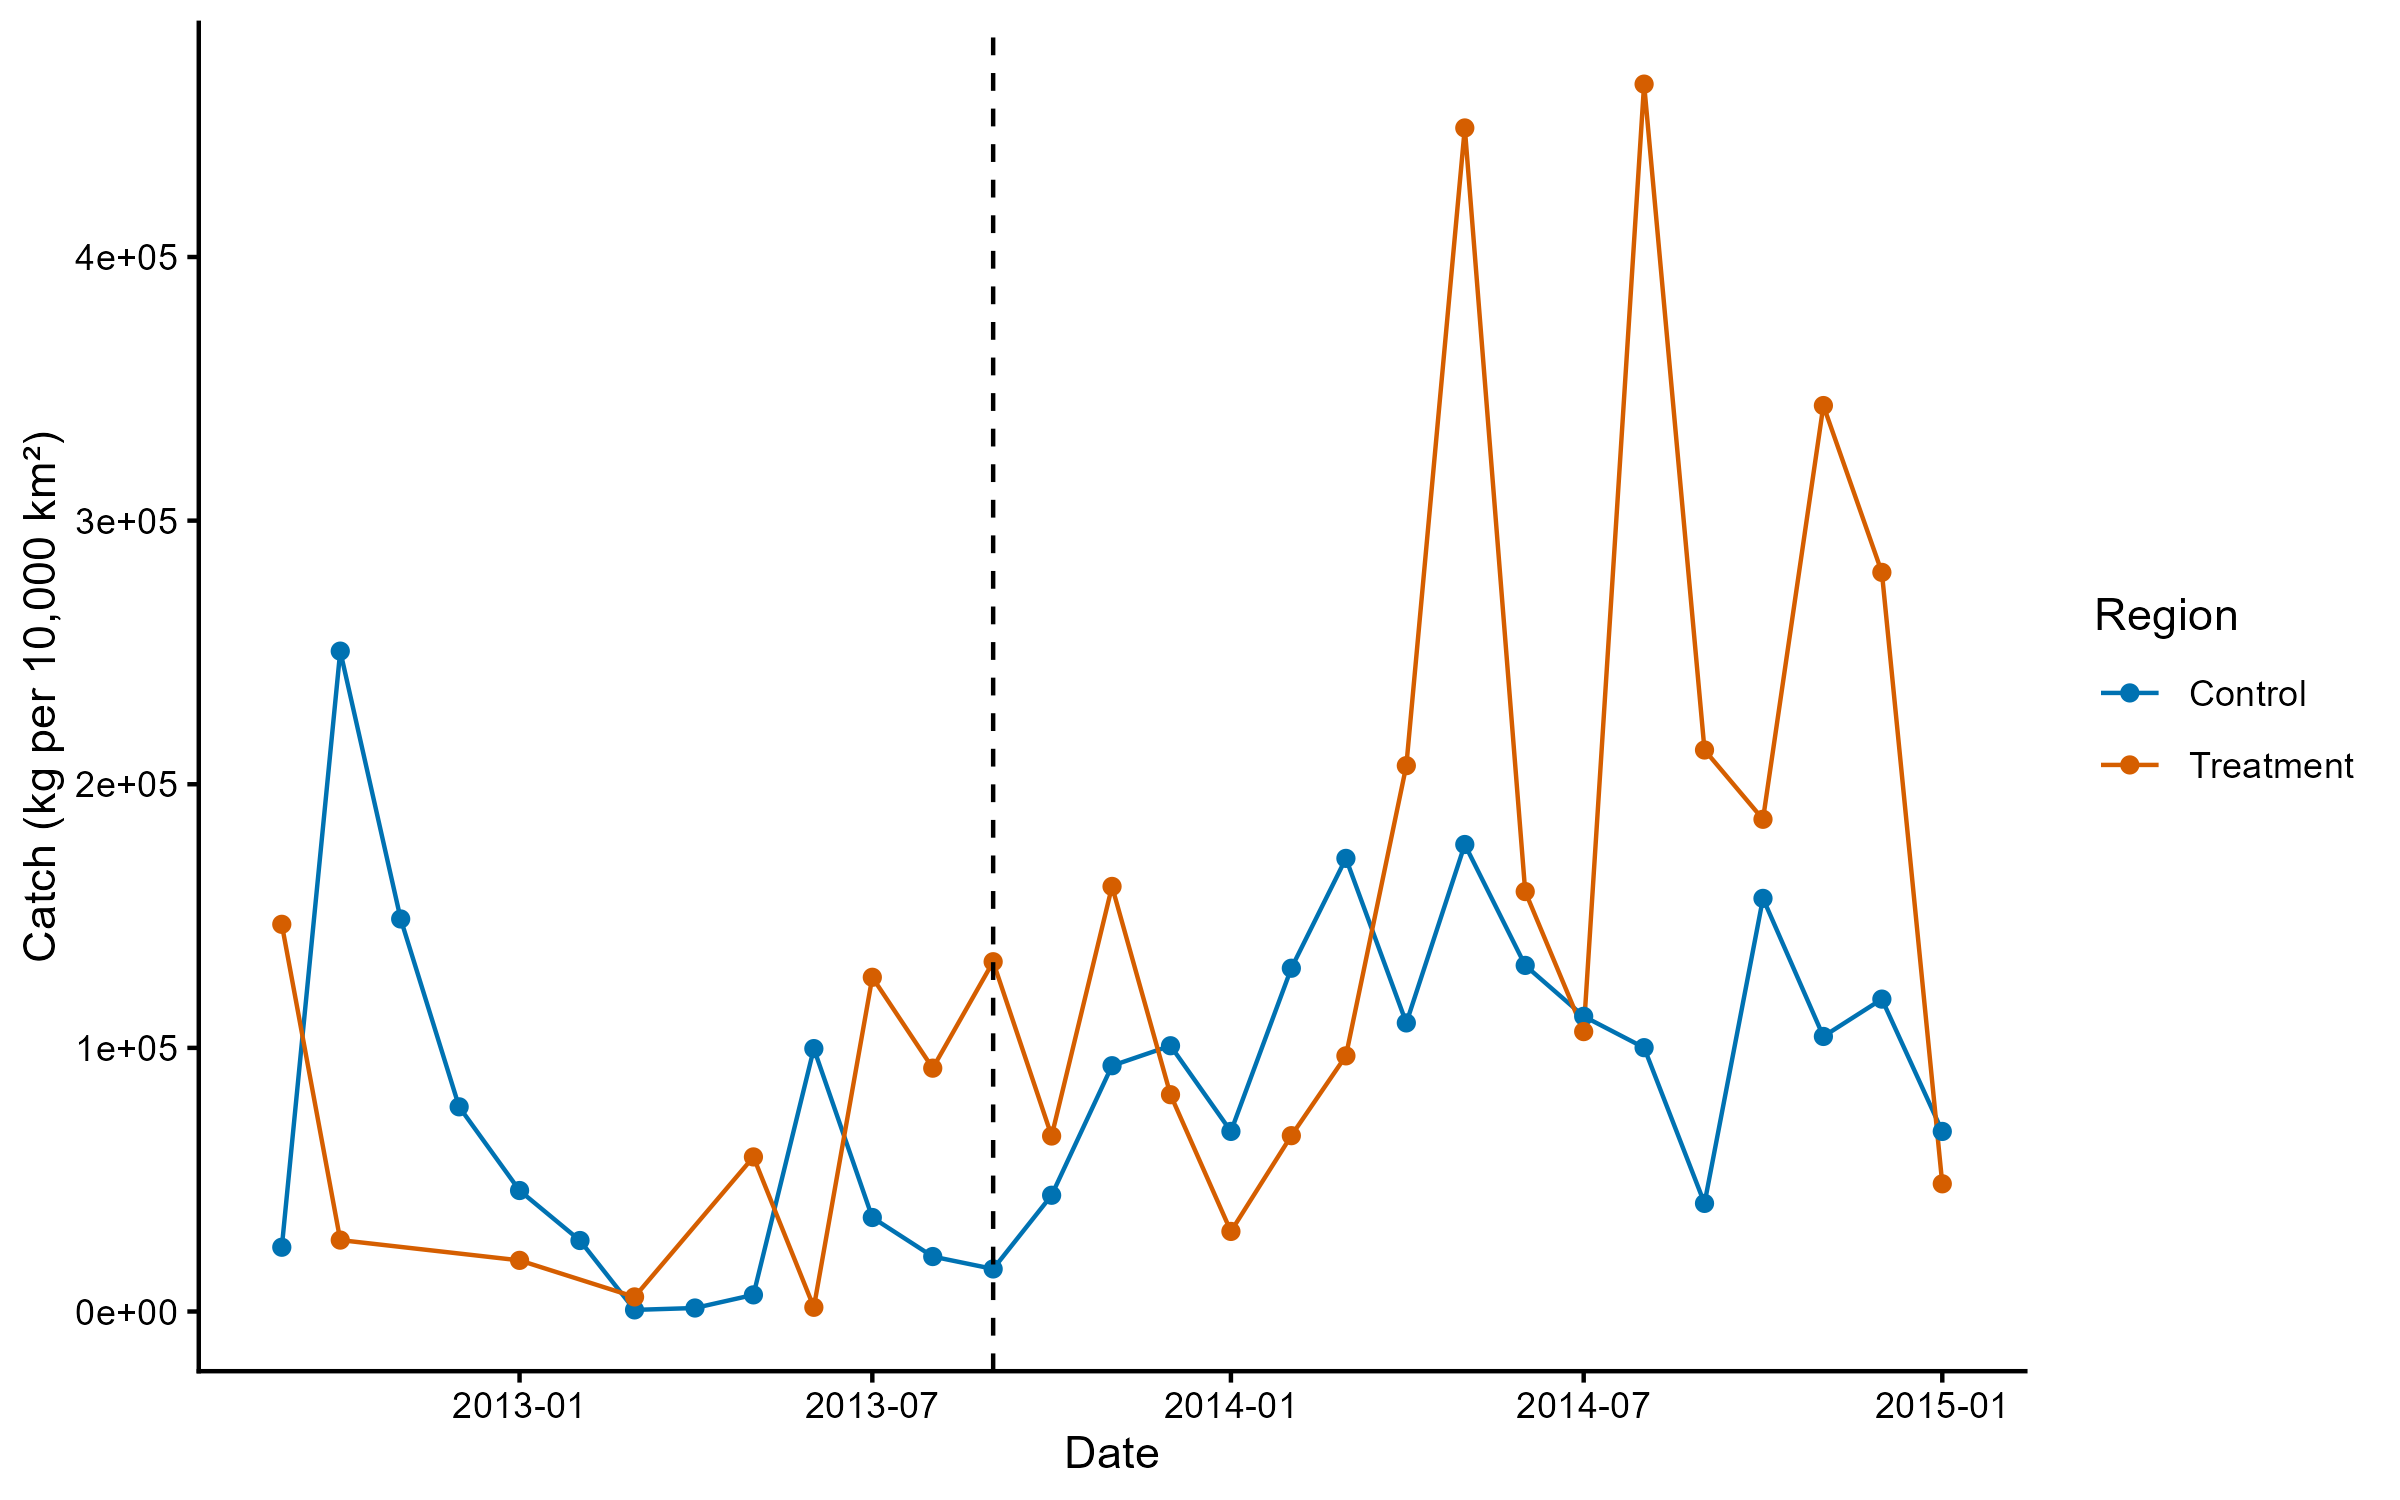 Catch (kg per 10,000 km²)
4e+05
3e+05
2e+05
1e+05
0e+00
2013-01
2013-07
2014-01
2014-07
2015-01
Date
Region
Control
Treatment